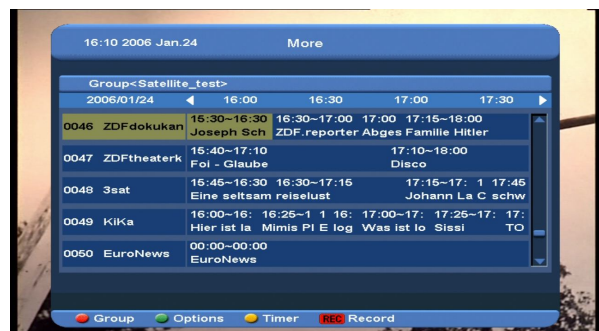 16:10 2006 Jan.24 More
Group<Satellite_test>
2006/01/24 16:00 16:30 17:00 17:30
15:30~16:30 16:30~17:00 17:00 17:15~18:00
0046 ZDFdokukan Joseph Sch ZDF.reporter Abges Familie Hitler
15:40~17:10 17:10~18:00
0047 ZDFtheaterk Foi - Glaube Disco
15:45~16:30 16:30~17:15 17:15~17: 1 17:45
0048 3sat Eine seltsam reiselust Johann La C schw
16:00~16: 16:25~1 1 16: 17:00~17: 17:25~17: 17:
0049 KiKa Hier ist la Mimis Pl E log Was ist lo Sissi TO
00:00~00:00
0050 EuroNews EuroNews
Group Options Timer REC Record